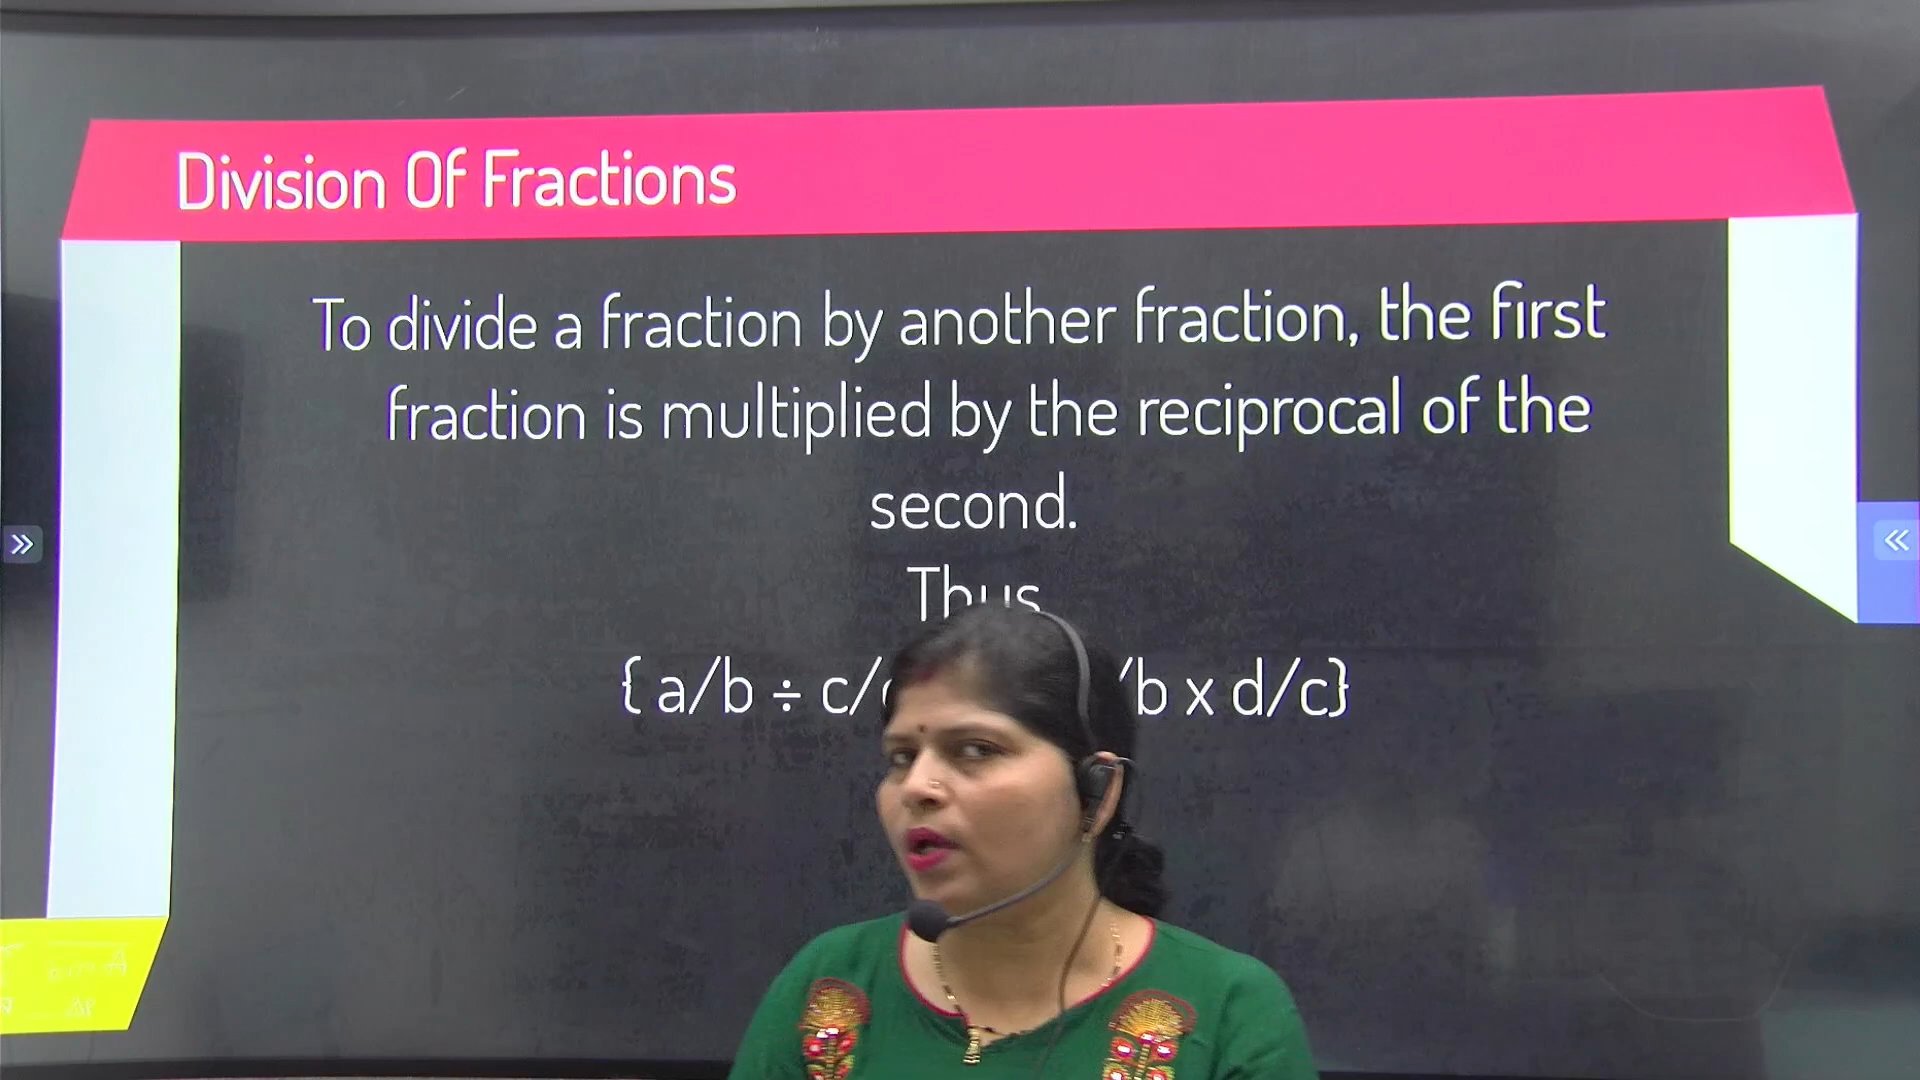 Division Of Fractions
To divide a fraction by another fraction, the first
fraction is multiplied by the reciprocal of the
second.
Thus
{ a/b ÷ c/ /b x d/c}